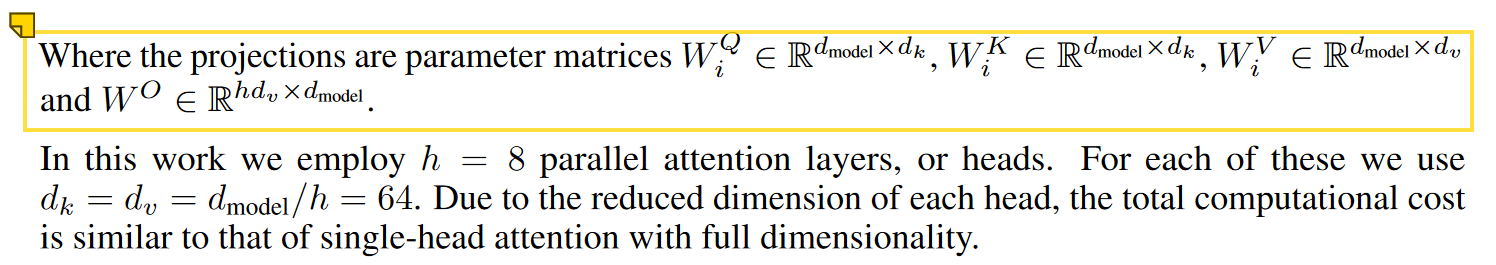 Where the projections are parameter matrices $W_i^Q \in \mathbb{R}^{d_{\text{model}} \times d_k}$, $W_i^K \in \mathbb{R}^{d_{\text{model}} \times d_k}$, $W_i^V \in \mathbb{R}^{d_{\text{model}} \times d_v}$
and $W^O \in \mathbb{R}^{hd_v \times d_{\text{model}}}$.
In this work we employ $h = 8$ parallel attention layers, or heads. For each of these we use
$d_k = d_v = d_{\text{model}}/h = 64$. Due to the reduced dimension of each head, the total computational cost
is similar to that of single-head attention with full dimensionality.